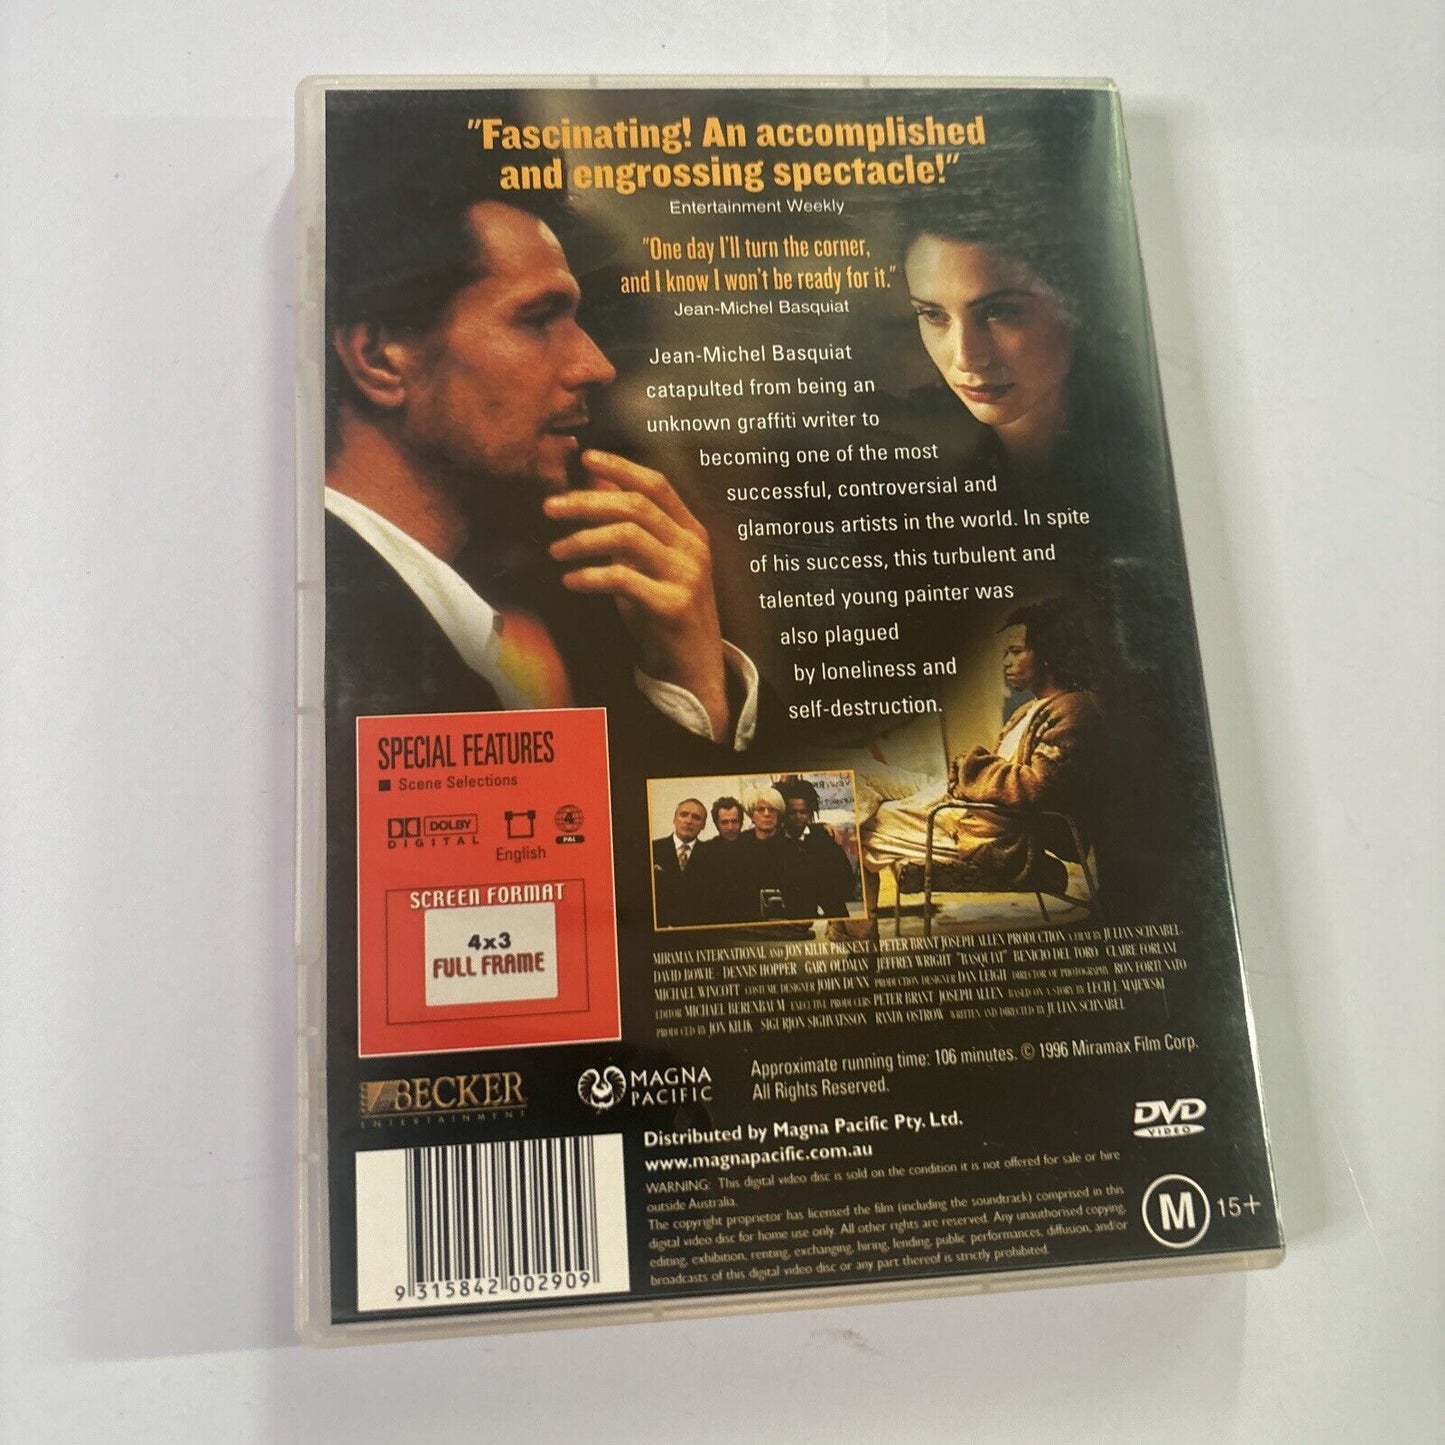 "Fascinating! An accomplished
and engrossing spectacle!"
Entertainment Weekly
"One day I'll turn the corner,
and I know I won't be ready for it."
Jean-Michel Basquiat
Jean-Michel Basquiat
catapulted from being an
unknown graffiti writer to
becoming one of the most
successful, controversial and
glamorous artists in the world. In spite
of his success, this turbulent and
talented young painter was
also plagued
by loneliness and
self-destruction.
SPECIAL FEATURES
■ Scene Selections
DOLBY
DIGITAL
English
4
PAL
SCREEN FORMAT
4x3
FULL FRAME
MIRAMAX INTERNATIONAL AND JON KILIK PRESENT A PETER BRANT JOSEPH ALLEN PRODUCTION A FILM BY JULIAN SCHNABEL
DAVID BOWIE DENNIS HOPPER GARY OLDMAN JEFFREY WRIGHT "BASQUIAT" BENICIO DEL TORO CLAIRE FORLANI
MICHAEL WINCOTT COSTUME DESIGNER JOHN DUNN PRODUCTION DESIGNER DAN LEIGH DIRECTOR OF PHOTOGRAPHY RON FORTUNATO
EDITOR MICHAEL BERENBAUM EXECUTIVE PRODUCERS PETER BRANT JOSEPH ALLEN BASED ON A STORY BY LECH J. MAJEWSKI
PRODUCED BY JON KILIK SIGURJON SIGHVATSSON RANDY OSTROW WRITTEN AND DIRECTED BY JULIAN SCHNABEL
BECKER
ENTERTAINMENT
MAGNA
PACIFIC
Approximate running time: 106 minutes. © 1996 Miramax Film Corp.
All Rights Reserved.
Distributed by Magna Pacific Pty. Ltd.
www.magnapacific.com.au
DVD
VIDEO
WARNING: This digital video disc is sold on the condition it is not offered for sale or hire
outside Australia.
The copyright proprietor has licensed the film (including the soundtrack) comprised in this
digital video disc for home use only. All other rights are reserved. Any unauthorised copying,
editing, exhibition, renting, exchanging, hiring, lending, public performances, diffusion, and/or
broadcasts of this digital video disc or any part thereof is strictly prohibited.
M 15+
9 315842 002909